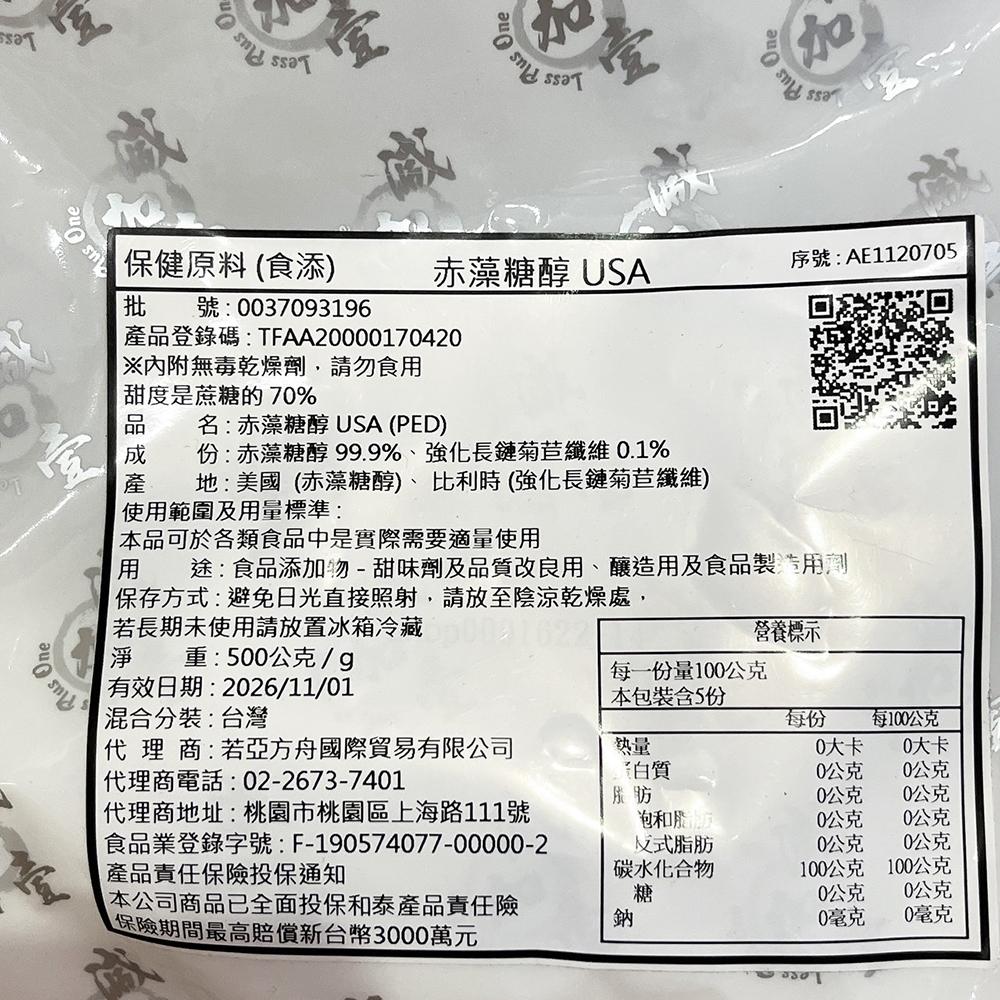 Less Plus One
加壹
Less Plus One
加壹
Less Plus One
加壹
減
減
減
減
保健原料 (食添) 赤藻糖醇 USA 序號 : AE1120705
批 號 : 0037093196
產品登錄碼 : TFAA20000170420
※內附無毒乾燥劑，請勿食用
甜度是蔗糖的 70%
品 名 : 赤藻糖醇 USA (PED)
成 份 : 赤藻糖醇 99.9%、強化長鏈菊苣纖維 0.1%
產 地 : 美國 (赤藻糖醇)、 比利時 (強化長鏈菊苣纖維)
使用範圍及用量標準 :
本品可於各類食品中是實際需要適量使用
用 途 : 食品添加物 - 甜味劑及品質改良用、釀造用及食品製造用劑
保存方式 : 避免日光直接照射，請放至陰涼乾燥處，
若長期未使用請放置冰箱冷藏
淨 重 : 500公克 / g
有效日期 : 2026/11/01
混合分裝 : 台灣
代 理 商 : 若亞方舟國際貿易有限公司
代理商電話 : 02-2673-7401
代理商地址 : 桃園市桃園區上海路111號
食品業登錄字號 : F-190574077-00000-2
產品責任保險投保通知
本公司商品已全面投保和泰產品責任險
保險期間最高賠償新台幣3000萬元
營養標示
每一份量100公克
本包裝含5份
每份 每100公克
熱量 0大卡 0大卡
蛋白質 0公克 0公克
脂肪 0公克 0公克
飽和脂肪 0公克 0公克
反式脂肪 0公克 0公克
碳水化合物 100公克 100公克
糖 0公克 0公克
鈉 0毫克 0毫克